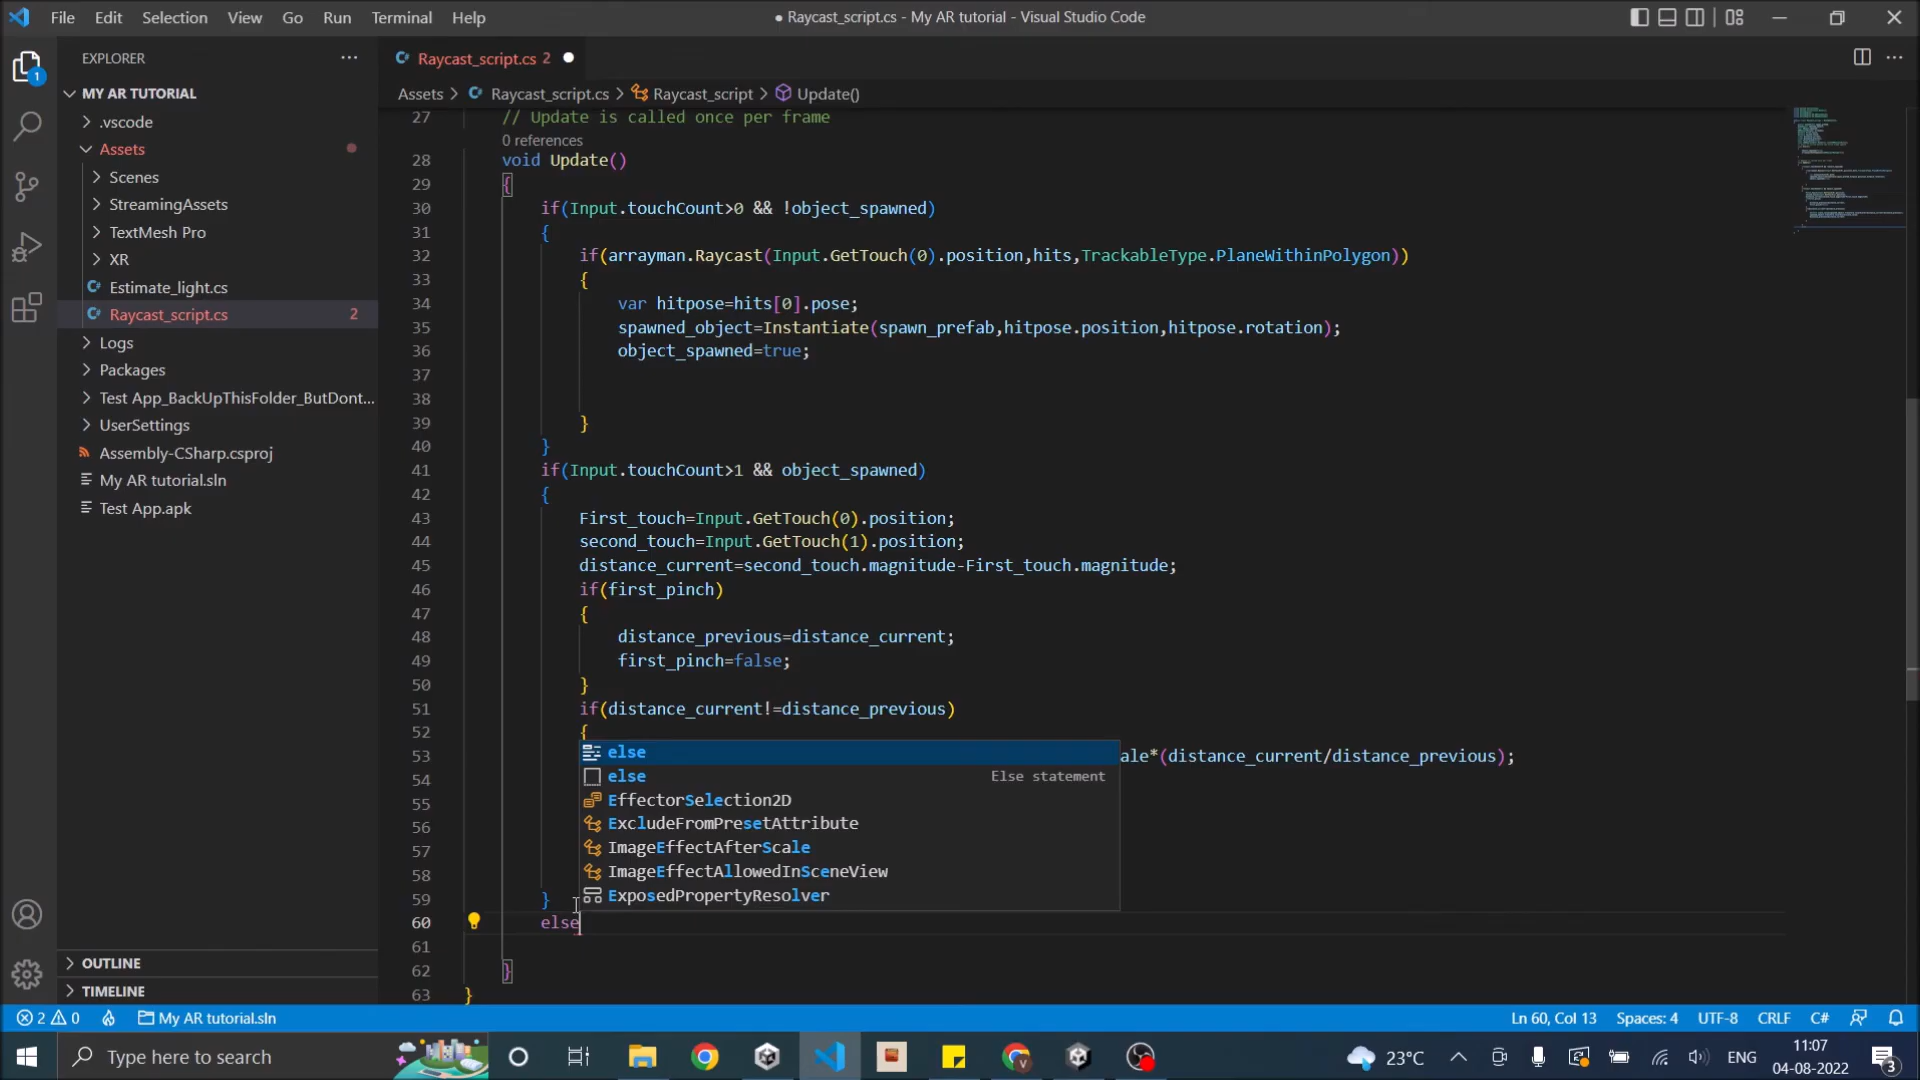 File Edit Selection View Go Run Terminal Help
● Raycast_script.cs - My AR tutorial - Visual Studio Code
EXPLORER
MY AR TUTORIAL
.vscode
Assets
Scenes
StreamingAssets
TextMesh Pro
XR
Estimate_light.cs
Raycast_script.cs 2
Logs
Packages
Test App_BackUpThisFolder_ButDont...
UserSettings
Assembly-CSharp.csproj
My AR tutorial.sln
Test App.apk
OUTLINE
TIMELINE
1
Raycast_script.cs 2
Assets > Raycast_script.cs > Raycast_script > Update()
27 // Update is called once per frame
0 references
28 void Update()
29 {
30 if(Input.touchCount>0 && !object_spawned)
31 {
32 if(arrayman.Raycast(Input.GetTouch(0).position,hits,TrackableType.PlaneWithinPolygon))
33 {
34 var hitpose=hits[0].pose;
35 spawned_object=Instantiate(spawn_prefab,hitpose.position,hitpose.rotation);
36 object_spawned=true;
37
38
39 }
40 }
41 if(Input.touchCount>1 && object_spawned)
42 {
43 First_touch=Input.GetTouch(0).position;
44 second_touch=Input.GetTouch(1).position;
45 distance_current=second_touch.magnitude-First_touch.magnitude;
46 if(first_pinch)
47 {
48 distance_previous=distance_current;
49 first_pinch=false;
50 }
51 if(distance_current!=distance_previous)
52 {
53 ale*(distance_current/distance_previous);
54
55
56
57
58
59 }
60 else
61
62 }
63 }
else
else Else statement
EffectorSelection2D
ExcludeFromPresetAttribute
ImageEffectAfterScale
ImageEffectAllowedInSceneView
ExposedPropertyResolver
2 0 My AR tutorial.sln
Ln 60, Col 13 Spaces: 4 UTF-8 CRLF C#
Type here to search
23°C ENG
11:07
04-08-2022
3